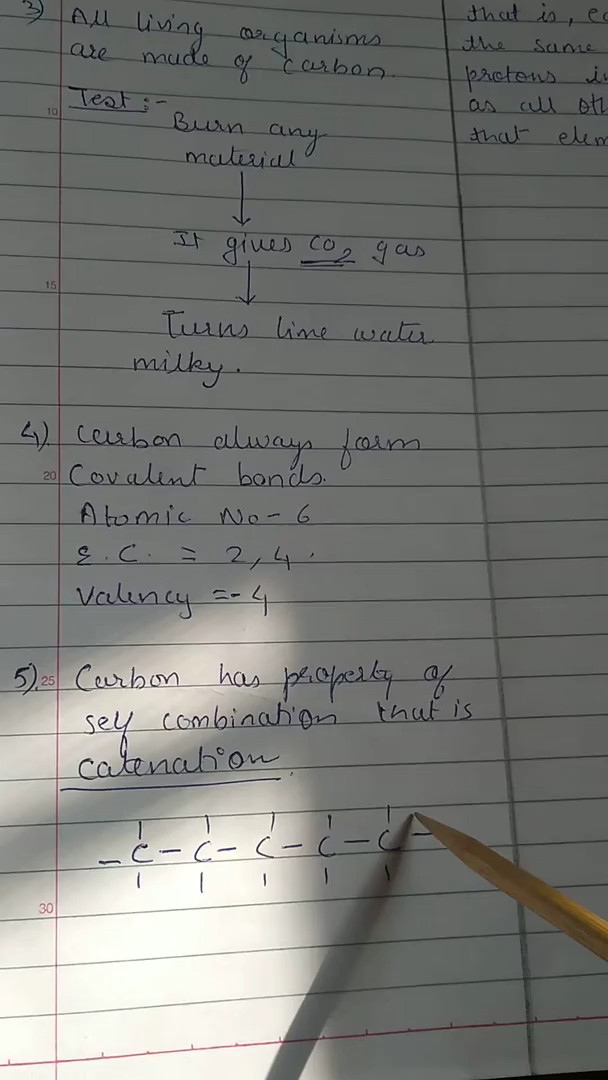 3) All living organisms
are made of carbon.
Test :-
Burn any
material
It gives CO2 gas
Turns lime water
milky.
4) Carbon always form
Covalent bonds.
Atomic No - 6
E.C. = 2, 4.
Valency =- 4
5). Carbon has property of
self combination that is
catenation.
- C - C - C - C - C -
that is,
the same
protons
as all
that
10
15
20
25
30